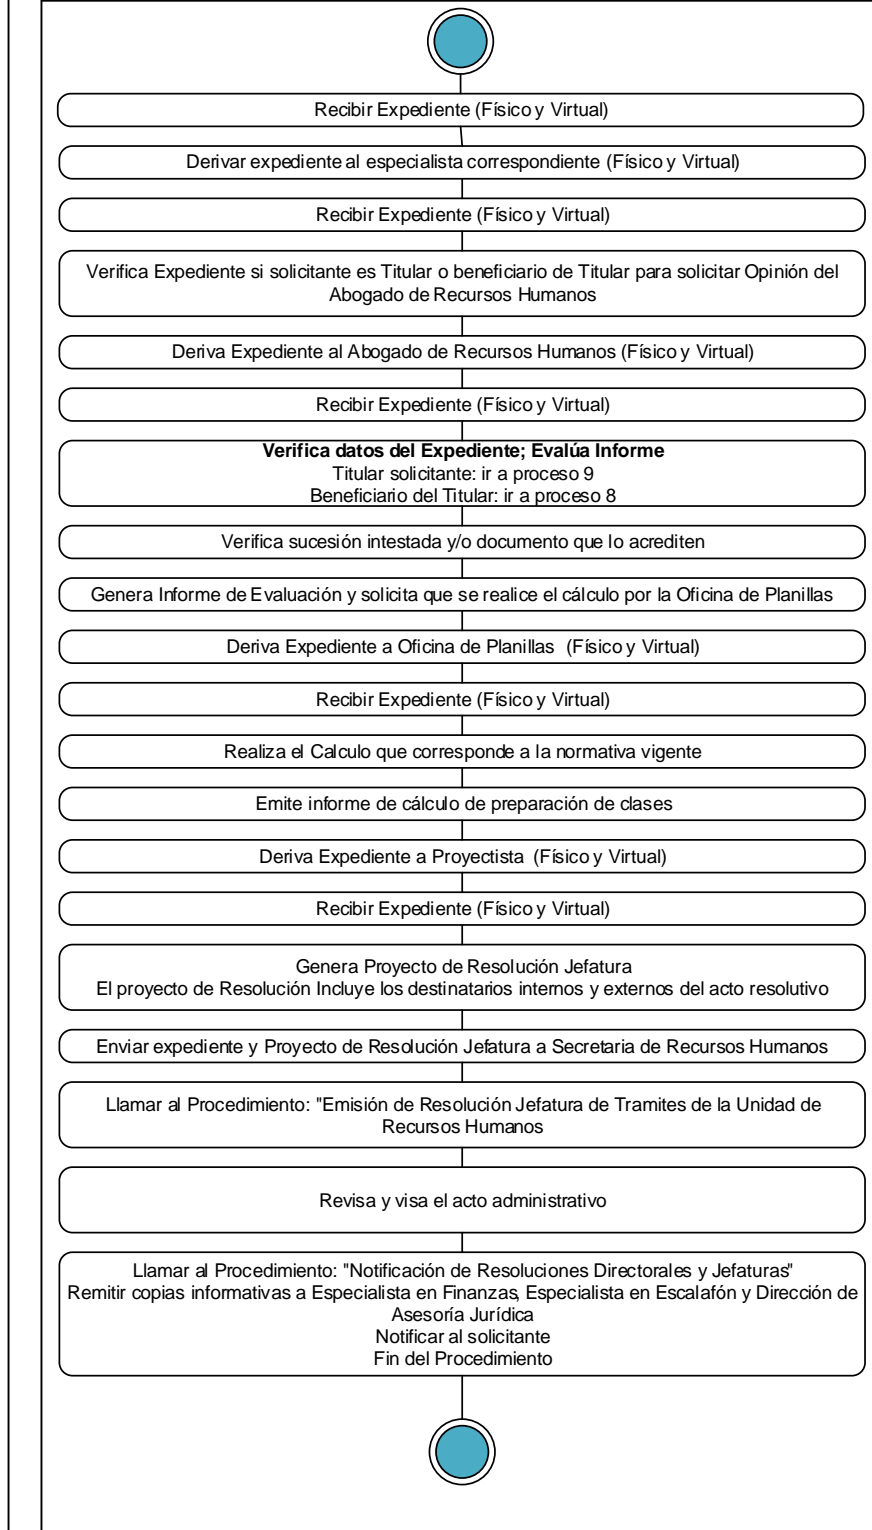 Recibir Expediente (Físico y Virtual)
Derivar expediente al especialista correspondiente (Físico y Virtual)
Recibir Expediente (Físico y Virtual)
Verifica Expediente si solicitante es Titular o beneficiario de Titular para solicitar Opinión del
Abogado de Recursos Humanos
Deriva Expediente al Abogado de Recursos Humanos (Físico y Virtual)
Recibir Expediente (Físico y Virtual)
Verifica datos del Expediente; Evalúa Informe
Titular solicitante: ir a proceso 9
Beneficiario del Titular: ir a proceso 8
Verifica sucesión intestada y/o documento que lo acrediten
Genera Informe de Evaluación y solicita que se realice el cálculo por la Oficina de Planillas
Deriva Expediente a Oficina de Planillas (Físico y Virtual)
Recibir Expediente (Físico y Virtual)
Realiza el Calculo que corresponde a la normativa vigente
Emite informe de cálculo de preparación de clases
Deriva Expediente a Proyectista (Físico y Virtual)
Recibir Expediente (Físico y Virtual)
Genera Proyecto de Resolución Jefatura
El proyecto de Resolución Incluye los destinatarios internos y externos del acto resolutivo
Enviar expediente y Proyecto de Resolución Jefatura a Secretaria de Recursos Humanos
Llamar al Procedimiento: "Emisión de Resolución Jefatura de Tramites de la Unidad de
Recursos Humanos
Revisa y visa el acto administrativo
Llamar al Procedimiento: "Notificación de Resoluciones Directorales y Jefaturas"
Remitir copias informativas a Especialista en Finanzas, Especialista en Escalafón y Dirección de
Asesoría Jurídica
Notificar al solicitante
Fin del Procedimiento